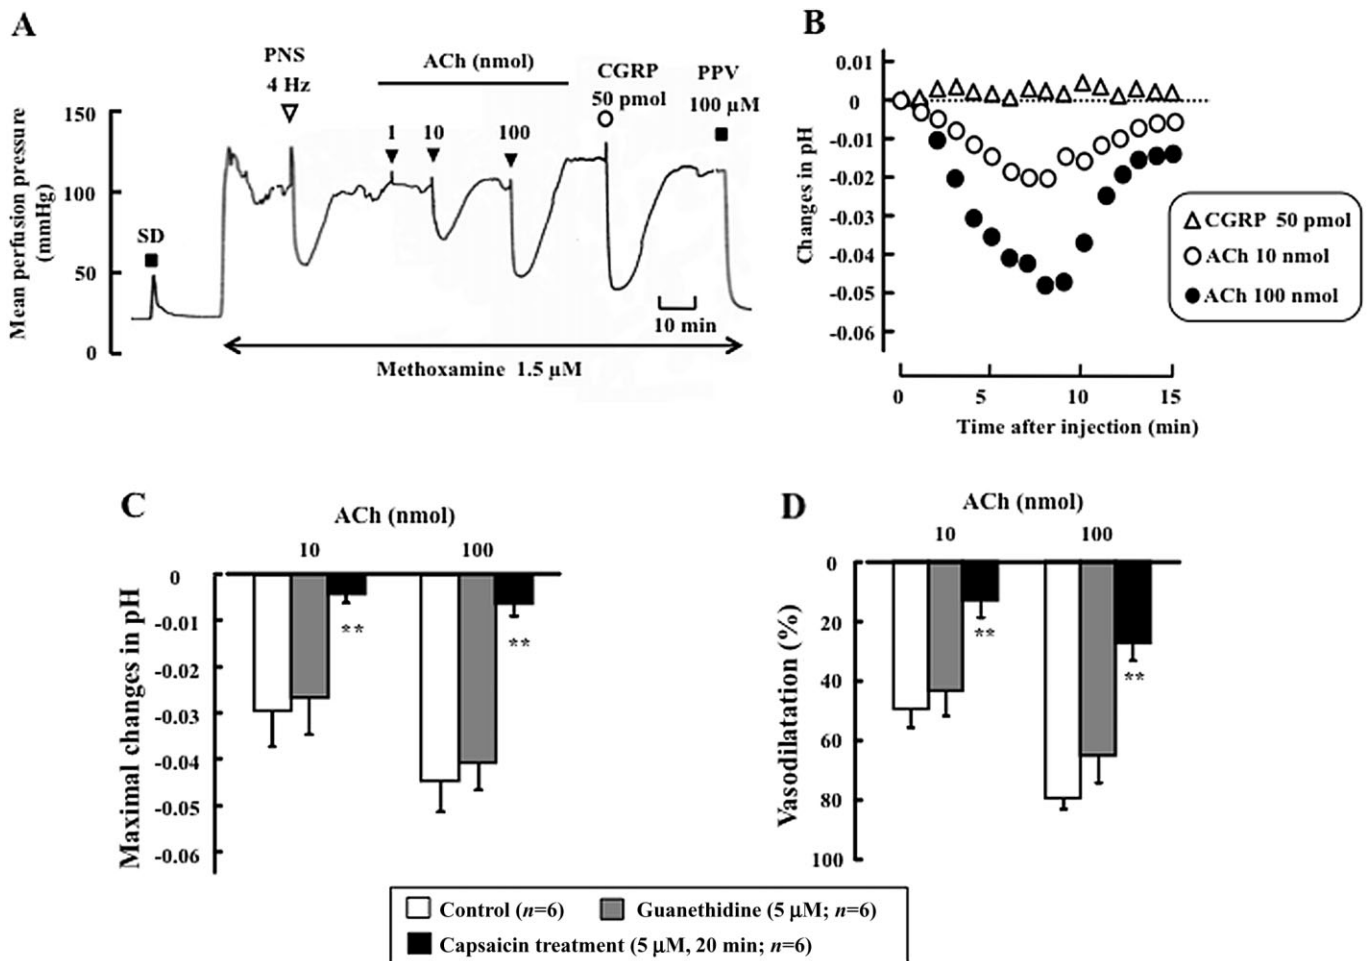 A
PNS
4 Hz
ACh (nmol)
1 10 100
CGRP
50 pmol
PPV
100 µM
SD
Mean perfusion pressure
(mmHg)
150
100
50
0
10 min
Methoxamine 1.5 µM
B
Changes in pH
0.01
0
-0.01
-0.02
-0.03
-0.04
-0.05
-0.06
0 5 10 15
Time after injection (min)
CGRP 50 pmol
ACh 10 nmol
ACh 100 nmol
C
ACh (nmol)
10 100
Maximal changes in pH
0
-0.01
-0.02
-0.03
-0.04
-0.05
-0.06
**
**
D
ACh (nmol)
10 100
Vasodilatation (%)
0
20
40
60
80
100
**
**
Control (n=6) Guanethidine (5 µM; n=6)
Capsaicin treatment (5 µM, 20 min; n=6)